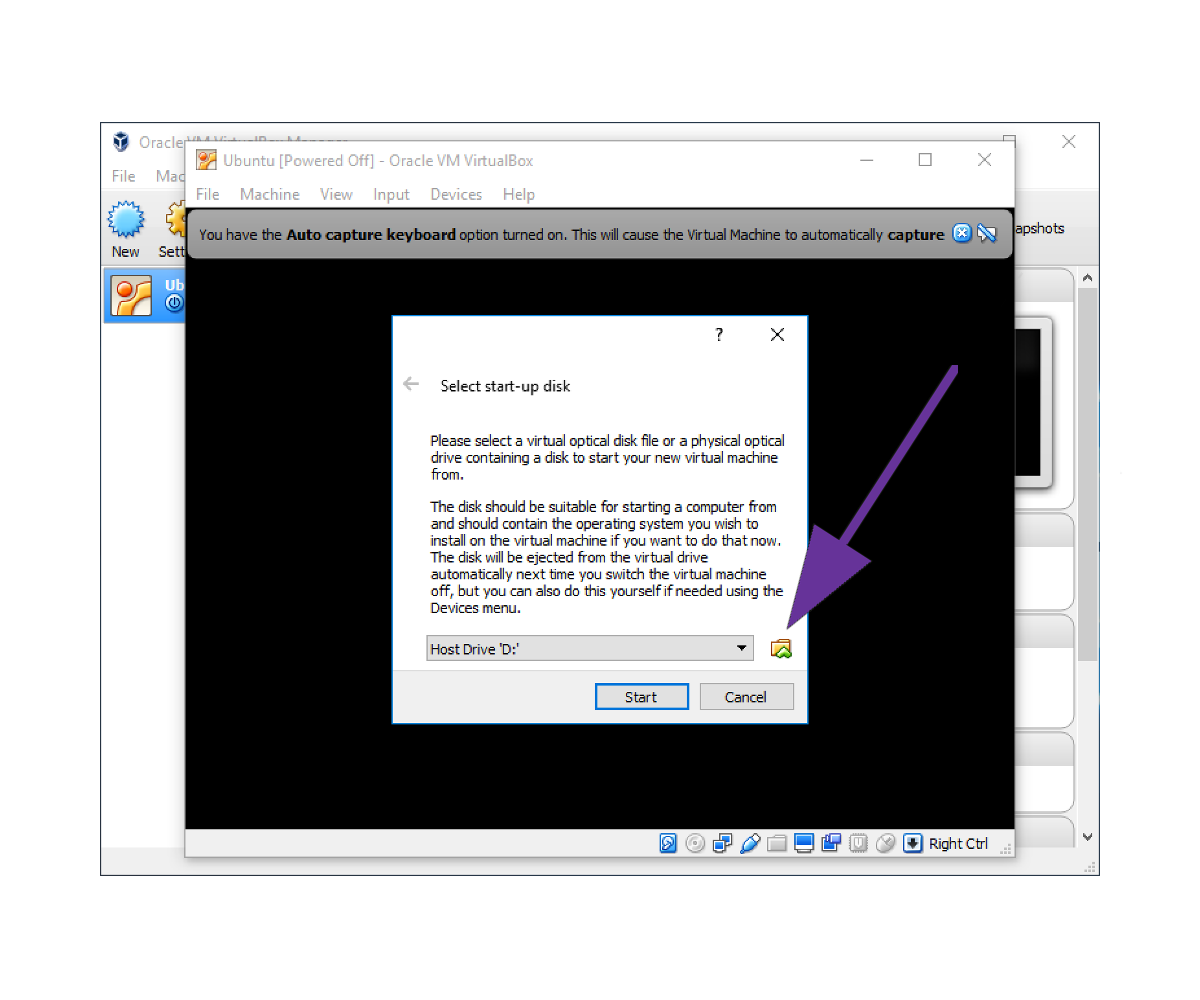 Oracle VM VirtualBox Manager
Ubuntu [Powered Off] - Oracle VM VirtualBox
File
File Machine View Input Devices Help
You have the Auto capture keyboard option turned on. This will cause the Virtual Machine to automatically capture
apshots
New
Sett
Ub
?
Select start-up disk
Please select a virtual optical disk file or a physical optical
drive containing a disk to start your new virtual machine
from.
The disk should be suitable for starting a computer from
and should contain the operating system you wish to
install on the virtual machine if you want to do that now.
The disk will be ejected from the virtual drive
automatically next time you switch the virtual machine
off, but you can also do this yourself if needed using the
Devices menu.
Host Drive 'D:'
Start Cancel
Right Ctrl